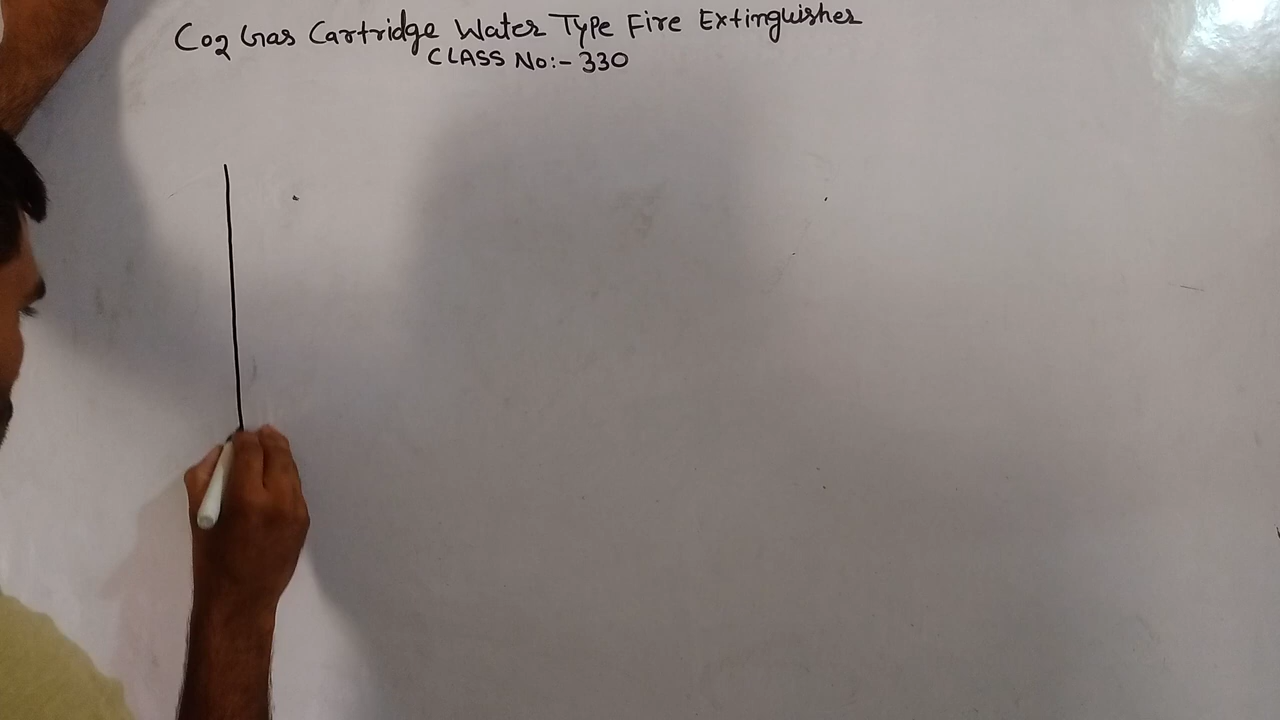 Co2 Gas Cartridge Water Type Fire Extinguisher
CLASS No:- 330